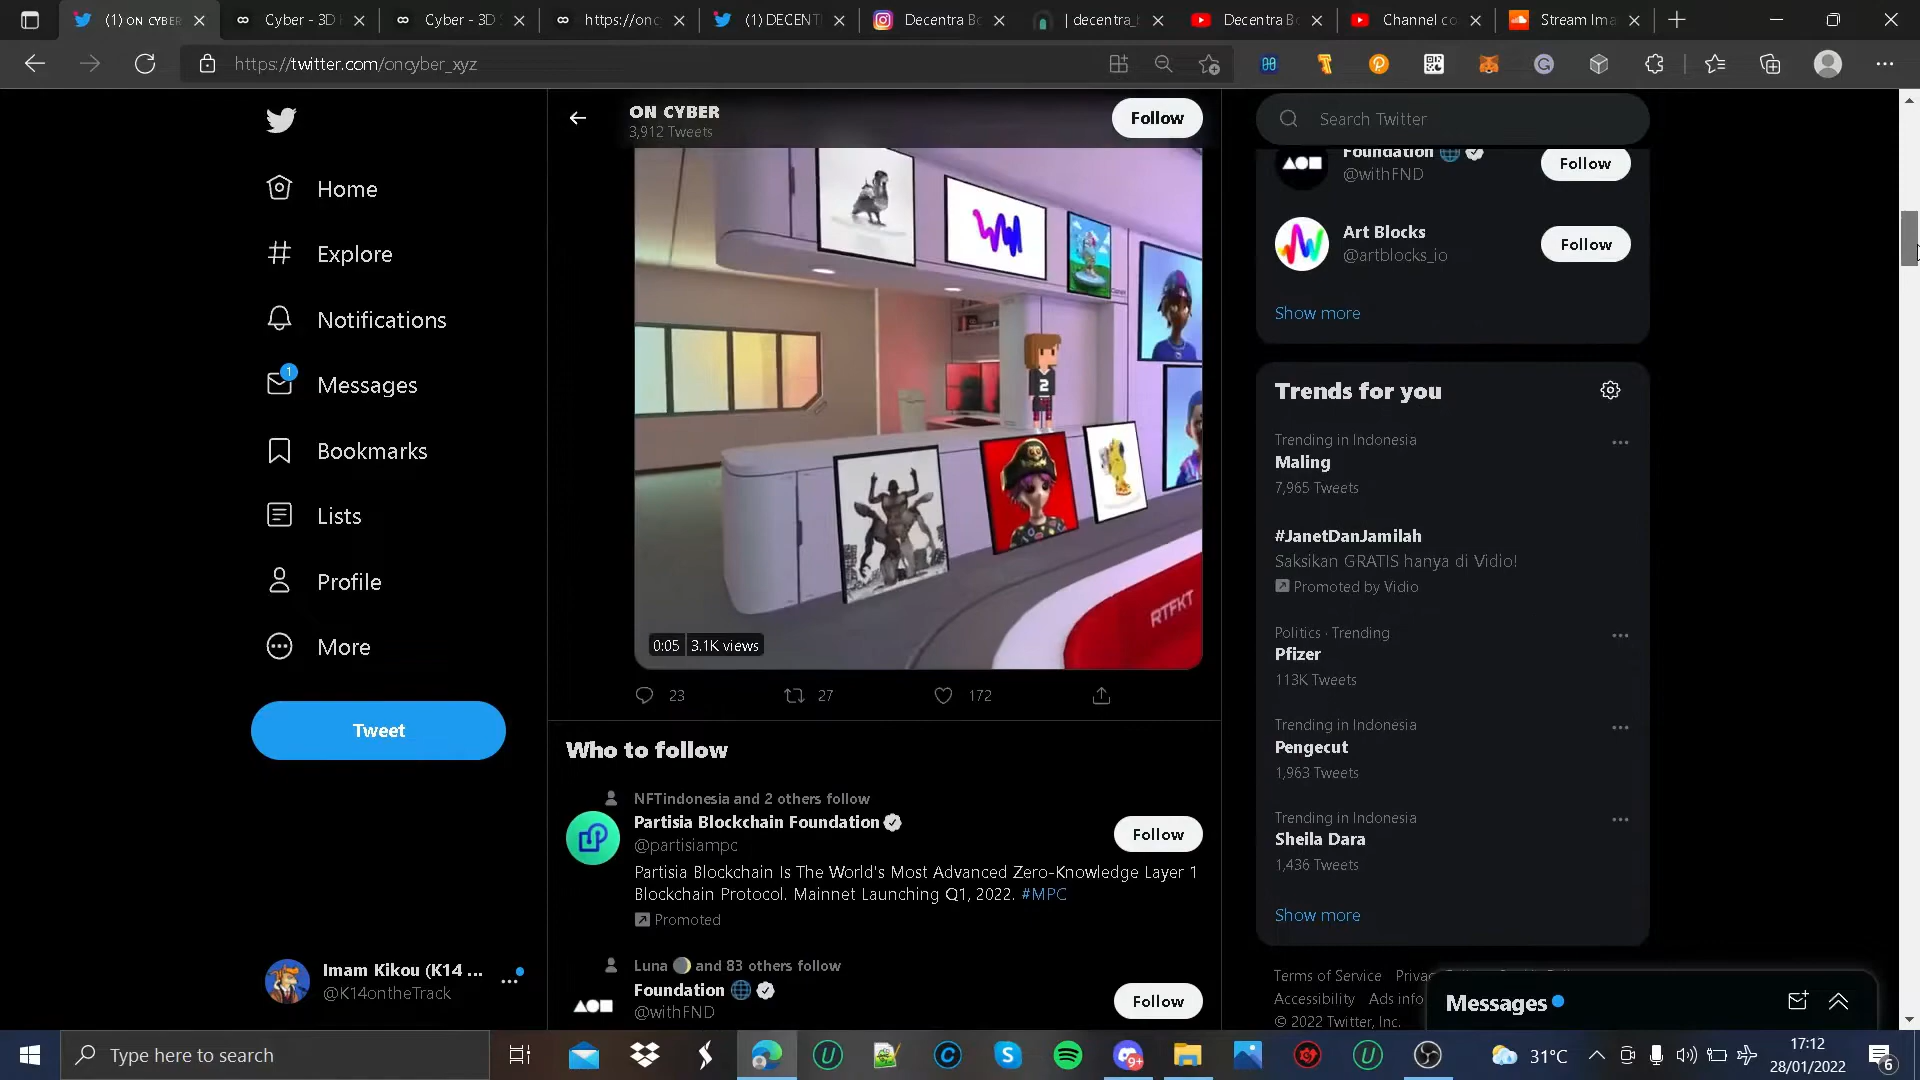 (1) ON CYBER
Cyber - 3D
Cyber - 3D
https://onc
(1) DECENT
Decentra Bo
| decentra_b
Decentra Bo
Channel co
Stream Ima
https://twitter.com/oncyber_xyz
ON CYBER
3,912 Tweets
Follow
Search Twitter
Home
Explore
Notifications
1
Messages
Bookmarks
Lists
Profile
More
Tweet
Imam Kikou (K14 ...
@K14ontheTrack
2
RTFKT
0:05
3.1K views
23
27
172
Who to follow
NFTindonesia and 2 others follow
Partisia Blockchain Foundation
@partisiampc
Follow
Partisia Blockchain Is The World's Most Advanced Zero-Knowledge Layer 1
Blockchain Protocol. Mainnet Launching Q1, 2022. #MPC
Promoted
Luna and 83 others follow
Foundation
@withFND
Follow
Foundation
@withFND
Follow
Art Blocks
@artblocks_io
Follow
Show more
Trends for you
Trending in Indonesia
Maling
7,965 Tweets
#JanetDanJamilah
Saksikan GRATIS hanya di Vidio!
Promoted by Vidio
Politics · Trending
Pfizer
113K Tweets
Trending in Indonesia
Pengecut
1,963 Tweets
Trending in Indonesia
Sheila Dara
1,436 Tweets
Show more
Terms of Service
Accessibility Ads info
© 2022 Twitter, Inc.
Messages
Type here to search
9+
31°C
17:12
28/01/2022
6